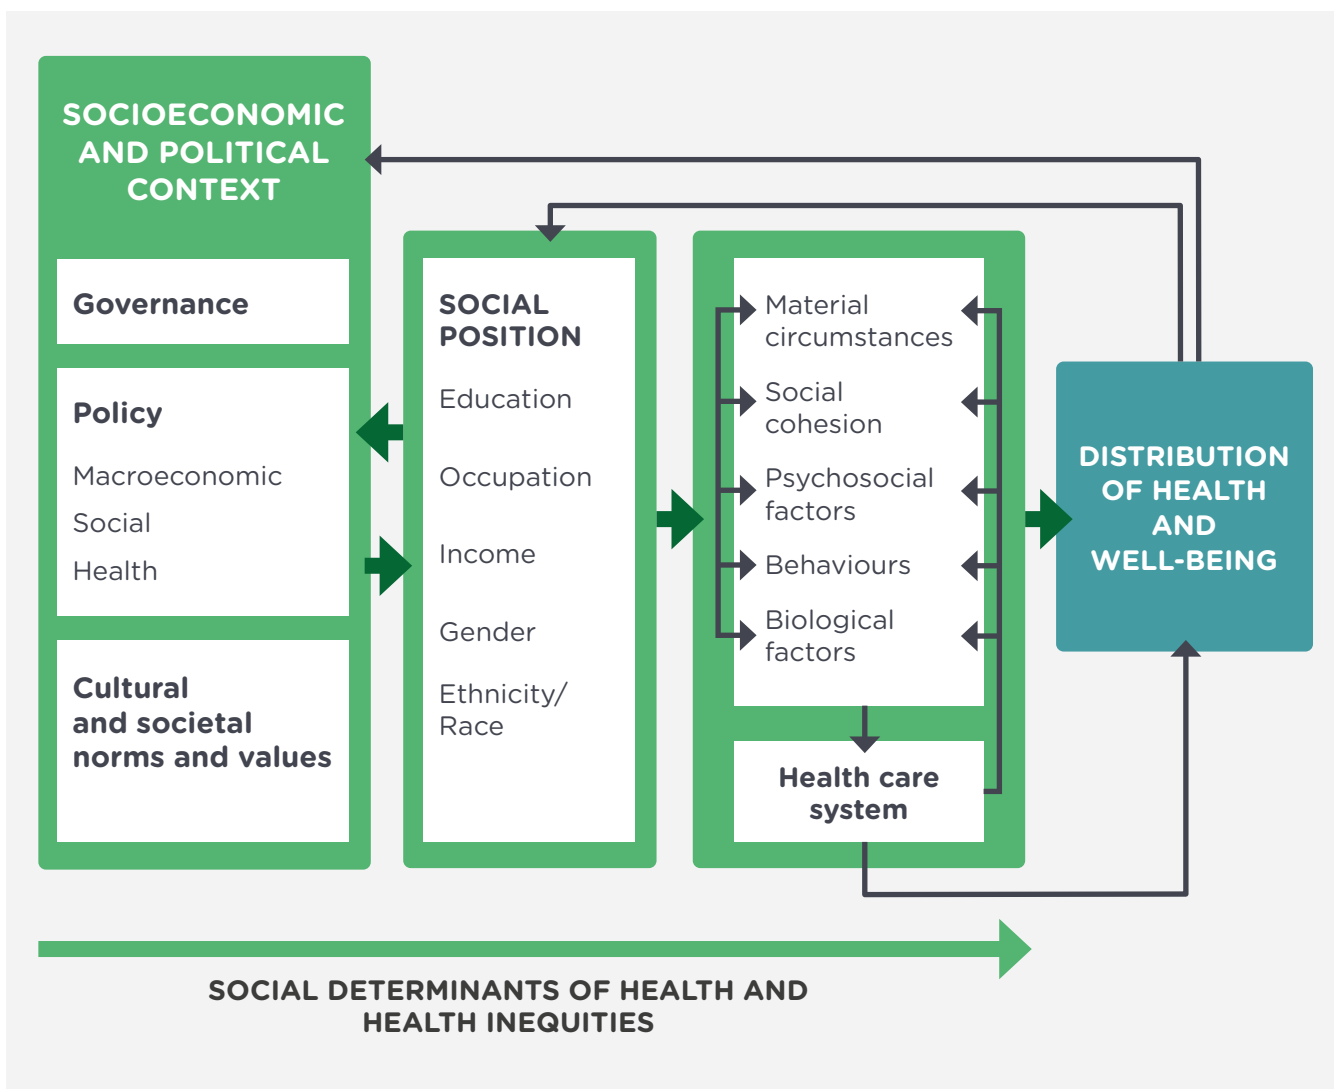 SOCIOECONOMIC
AND POLITICAL
CONTEXT
Governance
Policy
Macroeconomic
Social
Health
Cultural
and societal
norms and values
SOCIAL
POSITION
Education
Occupation
Income
Gender
Ethnicity/
Race
Material
circumstances
Social
cohesion
Psychosocial
factors
Behaviours
Biological
factors
Health care
system
DISTRIBUTION
OF HEALTH
AND
WELL-BEING
SOCIAL DETERMINANTS OF HEALTH AND
HEALTH INEQUITIES